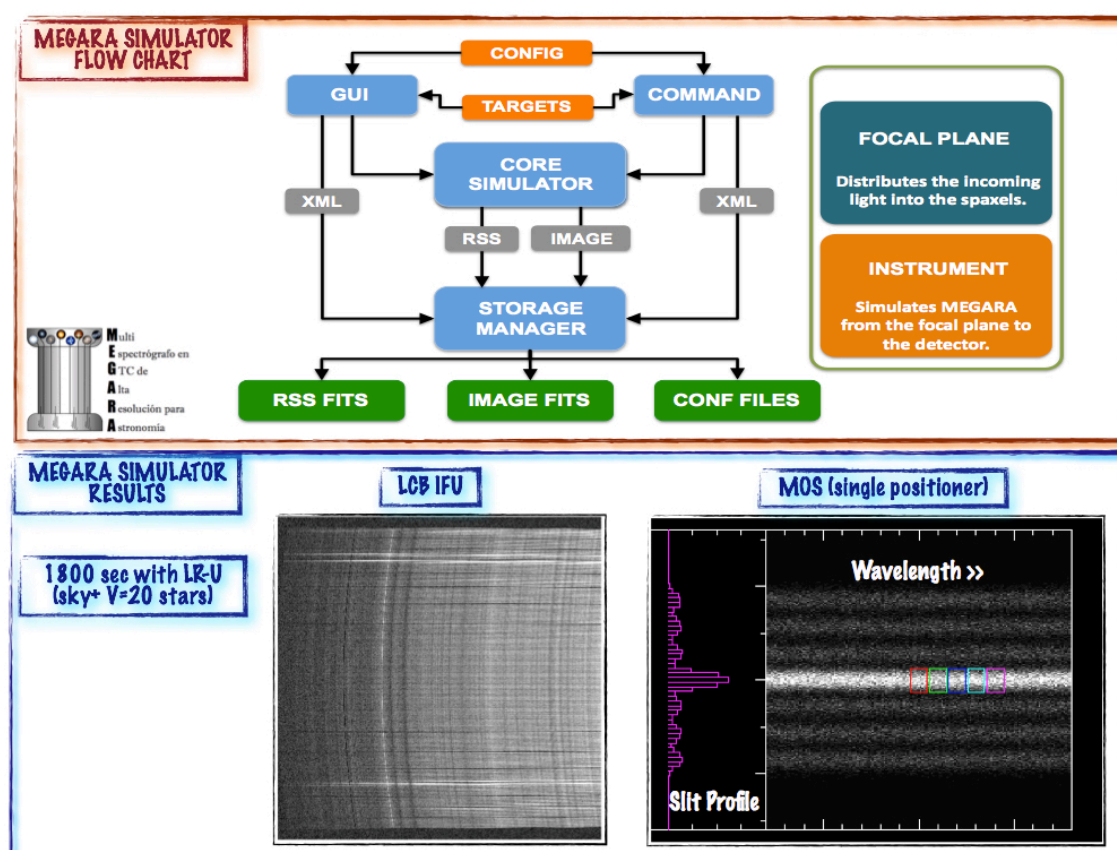 MEGARA SIMULATOR
FLOW CHART
CONFIG
GUI
TARGETS
COMMAND
CORE
SIMULATOR
XML
RSS
IMAGE
XML
STORAGE
MANAGER
RSS FITS
IMAGE FITS
CONF FILES
FOCAL PLANE
Distributes the incoming
light into the spaxels.
INSTRUMENT
Simulates MEGARA
from the focal plane to
the detector.
Multi
Espectrógrafo en
GTC de
Alta
Resolución para
Astronomía
MEGARA SIMULATOR
RESULTS
LCB IFU
MOS (single positioner)
1800 sec with LR-U
(sky+ V=20 stars)
Wavelength >>
Slit Profile